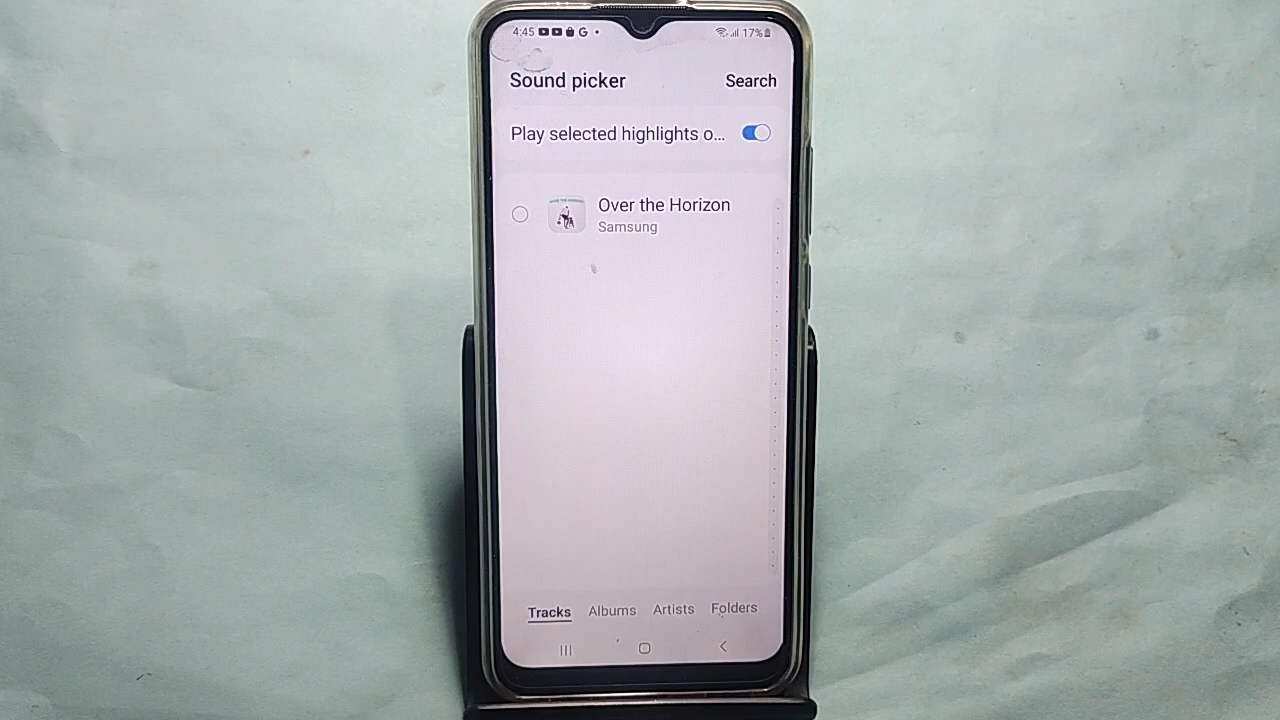 4:45 G 17%
Sound picker Search
Play selected highlights o...
Over the Horizon
Samsung
Tracks Albums Artists Folders